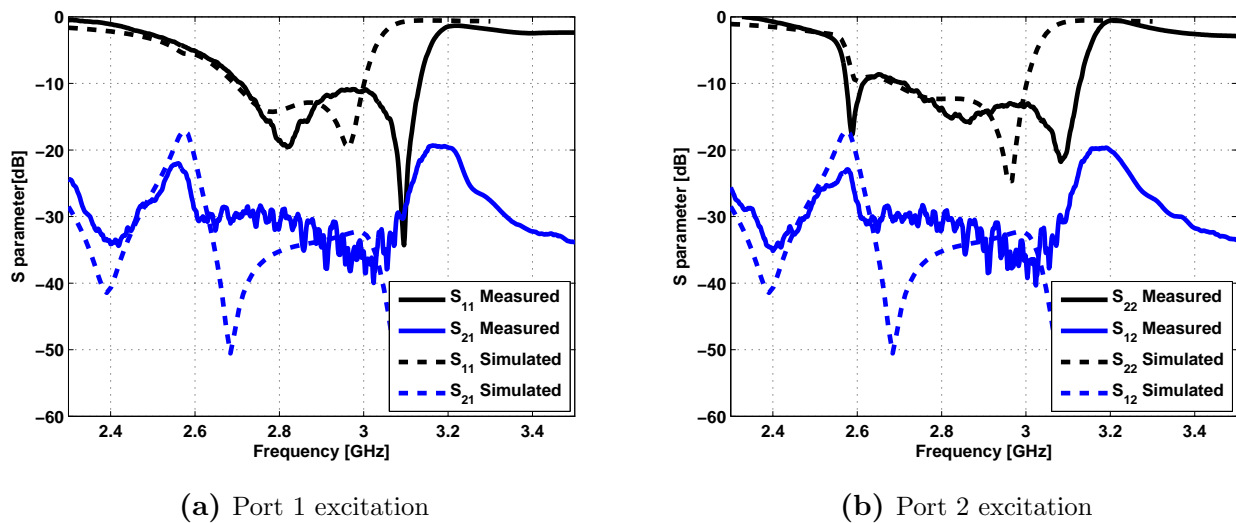 0
−10
−20
−30
−40
−50
−60
S parameter[dB]
2.4 2.6 2.8 3 3.2 3.4
Frequency [GHz]
S11 Measured
S21 Measured
S11 Simulated
S21 Simulated
(a) Port 1 excitation
0
−10
−20
−30
−40
−50
−60
S parameter [dB]
2.4 2.6 2.8 3 3.2 3.4
Frequency [GHz]
S22 Measured
S12 Measured
S22 Simulated
S12 Simulated
(b) Port 2 excitation